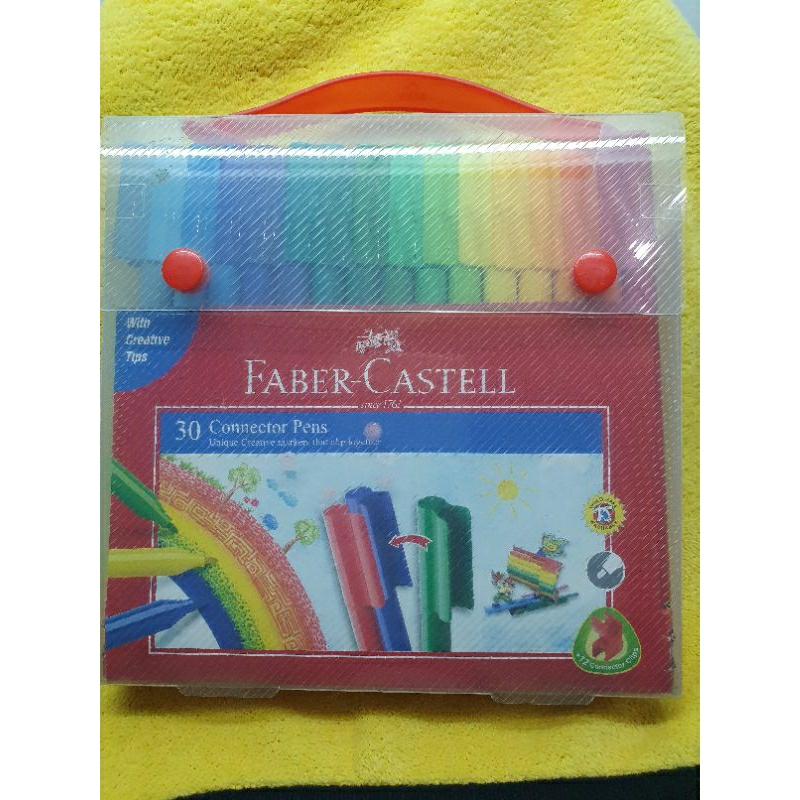 With
Creative
Tips
FABER-CASTELL
since 1761
30 Connector Pens
Unique Creative markers that clip together
+12 Connector Clips